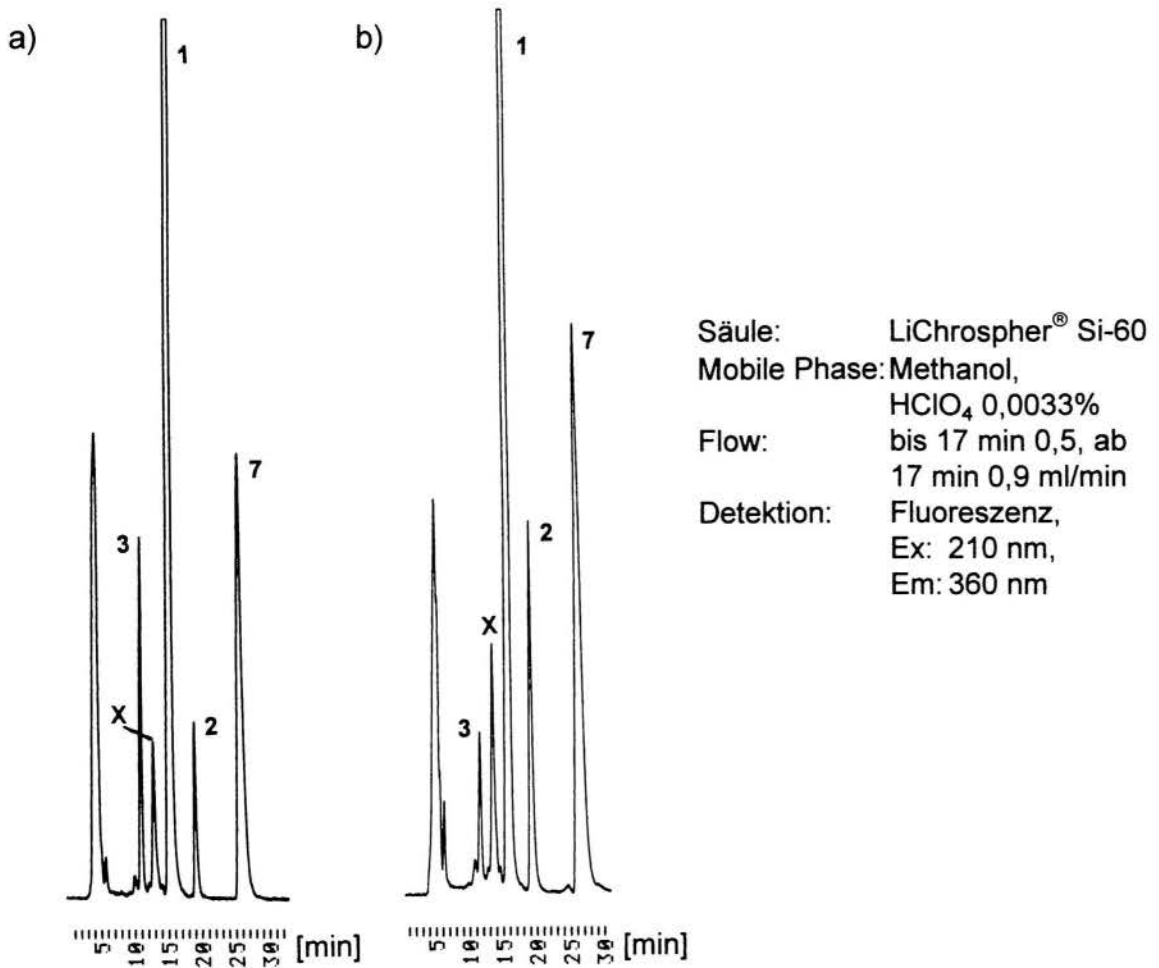 a)
1
3
X
2
7
5 10 15 20 25 30 [min]
b)
1
X
3
2
7
5 10 15 20 25 30 [min]
Säule: LiChrospher® Si-60
Mobile Phase: Methanol,
HClO₄ 0,0033%
Flow: bis 17 min 0,5, ab
17 min 0,9 ml/min
Detektion: Fluoreszenz,
Ex: 210 nm,
Em: 360 nm